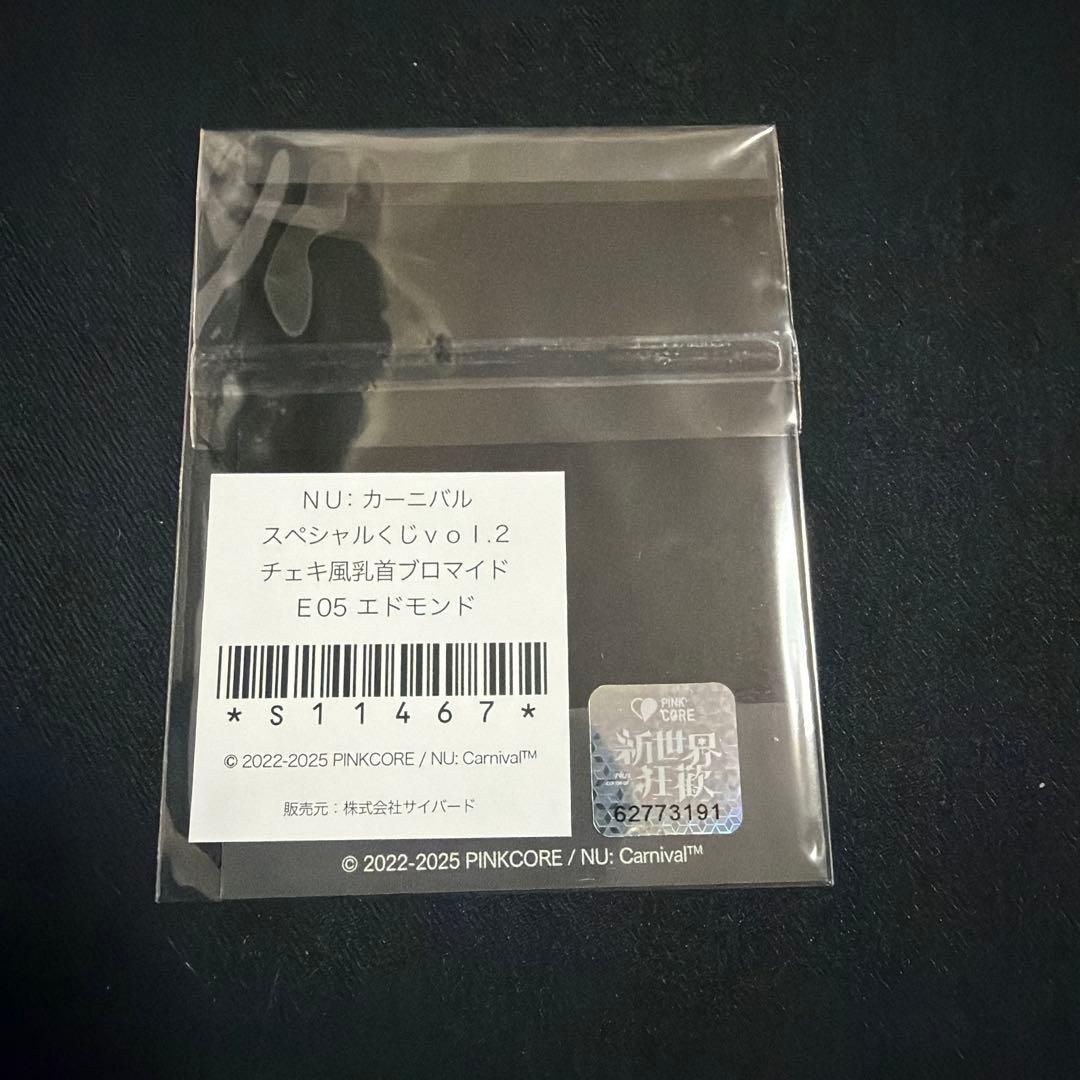 NU: カーニバル
スペシャルくじvol.2
チェキ風乳首ブロマイド
E05 エドモンド
*S11467*
© 2022-2025 PINKCORE / NU: Carnival™
販売元：株式会社サイバード
PINK CORE
新世界
狂歡
62773191
© 2022-2025 PINKCORE / NU: Carnival™